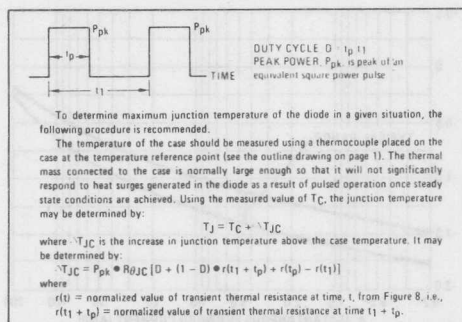 Ppk
Ppk
tp
TIME
t1
DUTY CYCLE D = tp t1
PEAK POWER, Ppk, is peak of an
equivalent square power pulse
To determine maximum junction temperature of the diode in a given situation, the
following procedure is recommended.
The temperature of the case should be measured using a thermocouple placed on the
case at the temperature reference point (see the outline drawing on page 1). The thermal
mass connected to the case is normally large enough so that it will not significantly
respond to heat surges generated in the diode as a result of pulsed operation once steady
state conditions are achieved. Using the measured value of TC, the junction temperature
may be determined by:
TJ = TC + △TJC
where △TJC is the increase in junction temperature above the case temperature. It may
be determined by:
△TJC = Ppk • RθJC [D + (1 - D) • r(t1 + tp) + r(tp) - r(t1)]
where
r(t) = normalized value of transient thermal resistance at time, t, from Figure 8, i.e.,
r(t1 + tp) = normalized value of transient thermal resistance at time t1 + tp.